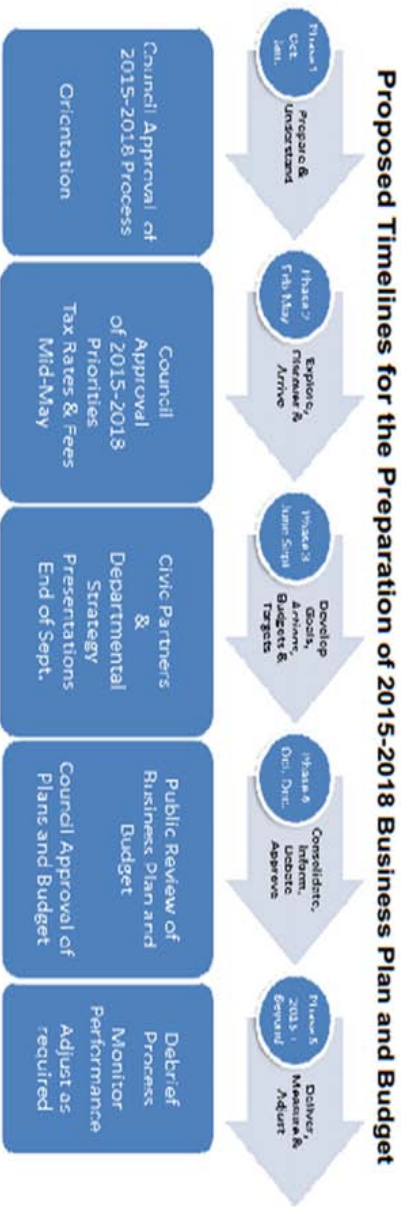 Proposed Timelines for the Preparation of 2015-2018 Business Plan and Budget
Phase 1
Oct.
Jan.
Prepare &
Understand
Phase 2
Feb May
Explore,
Discover &
Arrive
Phase 3
June Sept
Develop
Goals,
Actions,
Budgets &
Targets
Oct. Dec.
Consolidate,
Inform,
Debate
Approve
Phase 5
2015
Beyond
Deliver,
Measure &
Adjust
Council Approval of
2015-2018 Process
Orientation
Council
Approval
of 2015-2018
Priorities
Tax Rates & Fees
Mid-May
Civic Partners
&
Departmental
Strategy
Presentations
End of Sept.
Public Review of
Business Plan and
Budget
Council Approval of
Plans and Budget
Debrief
Process
Monitor
Performance
Adjust as
required